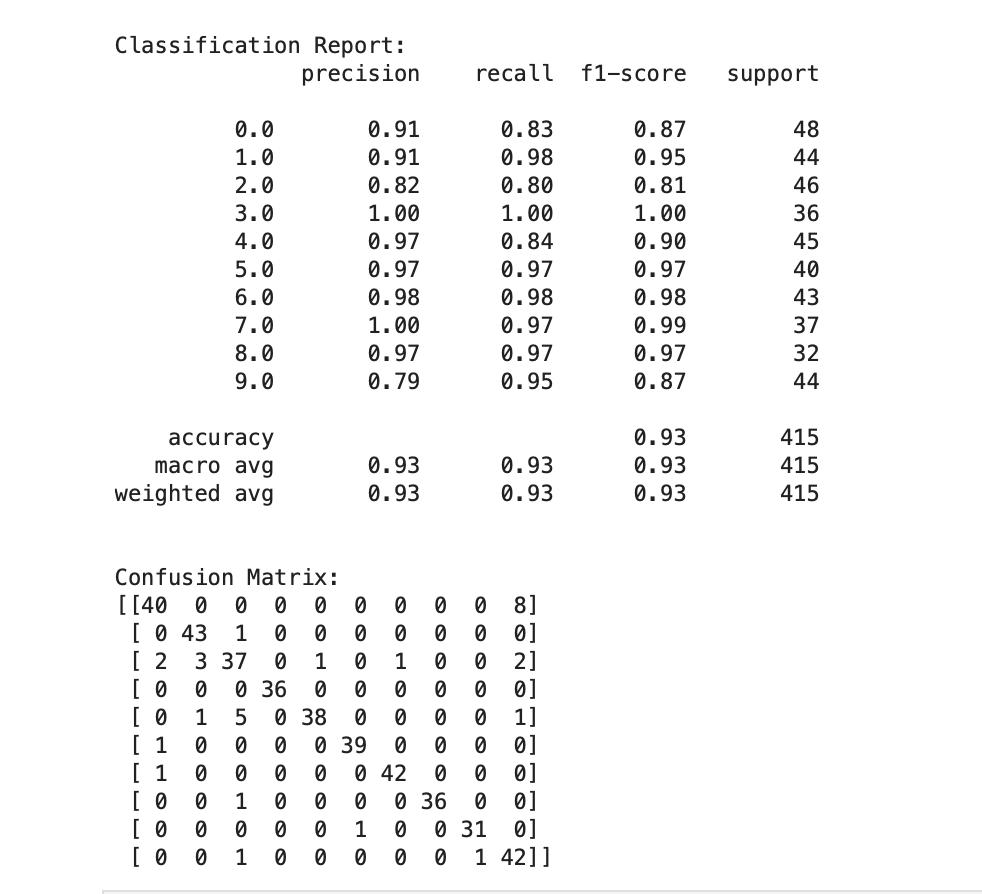 Classification Report:
              precision    recall  f1-score   support

         0.0       0.91      0.83      0.87        48
         1.0       0.91      0.98      0.95        44
         2.0       0.82      0.80      0.81        46
         3.0       1.00      1.00      1.00        36
         4.0       0.97      0.84      0.90        45
         5.0       0.97      0.97      0.97        40
         6.0       0.98      0.98      0.98        43
         7.0       1.00      0.97      0.99        37
         8.0       0.97      0.97      0.97        32
         9.0       0.79      0.95      0.87        44

    accuracy                           0.93       415
   macro avg       0.93      0.93      0.93       415
weighted avg       0.93      0.93      0.93       415

Confusion Matrix:
[[40  0  0  0  0  0  0  0  0  8]
 [ 0 43  1  0  0  0  0  0  0  0]
 [ 2  3 37  0  1  0  1  0  0  2]
 [ 0  0  0 36  0  0  0  0  0  0]
 [ 0  1  5  0 38  0  0  0  0  1]
 [ 1  0  0  0  0 39  0  0  0  0]
 [ 1  0  0  0  0  0 42  0  0  0]
 [ 0  0  1  0  0  0  0 36  0  0]
 [ 0  0  0  0  0  1  0  0 31  0]
 [ 0  0  1  0  0  0  0  0  1 42]]